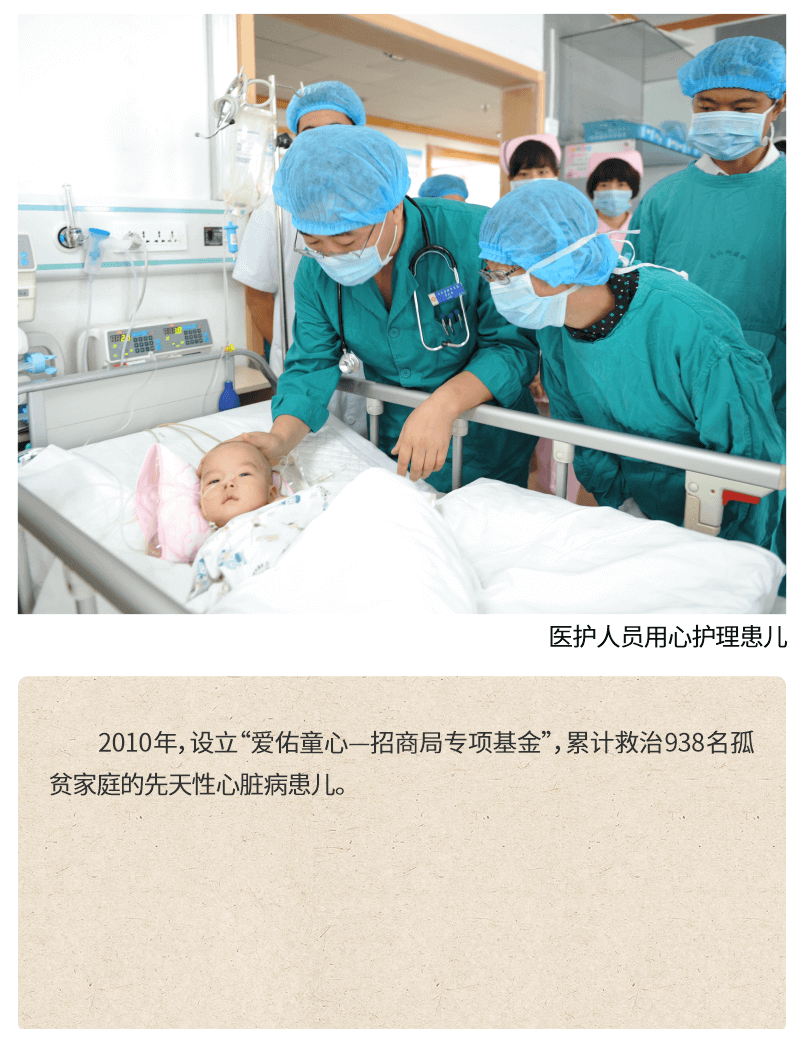 医护人员用心护理患儿
2010年，设立“爱佑童心—招商局专项基金”，累计救治938名孤
贫家庭的先天性心脏病患儿。